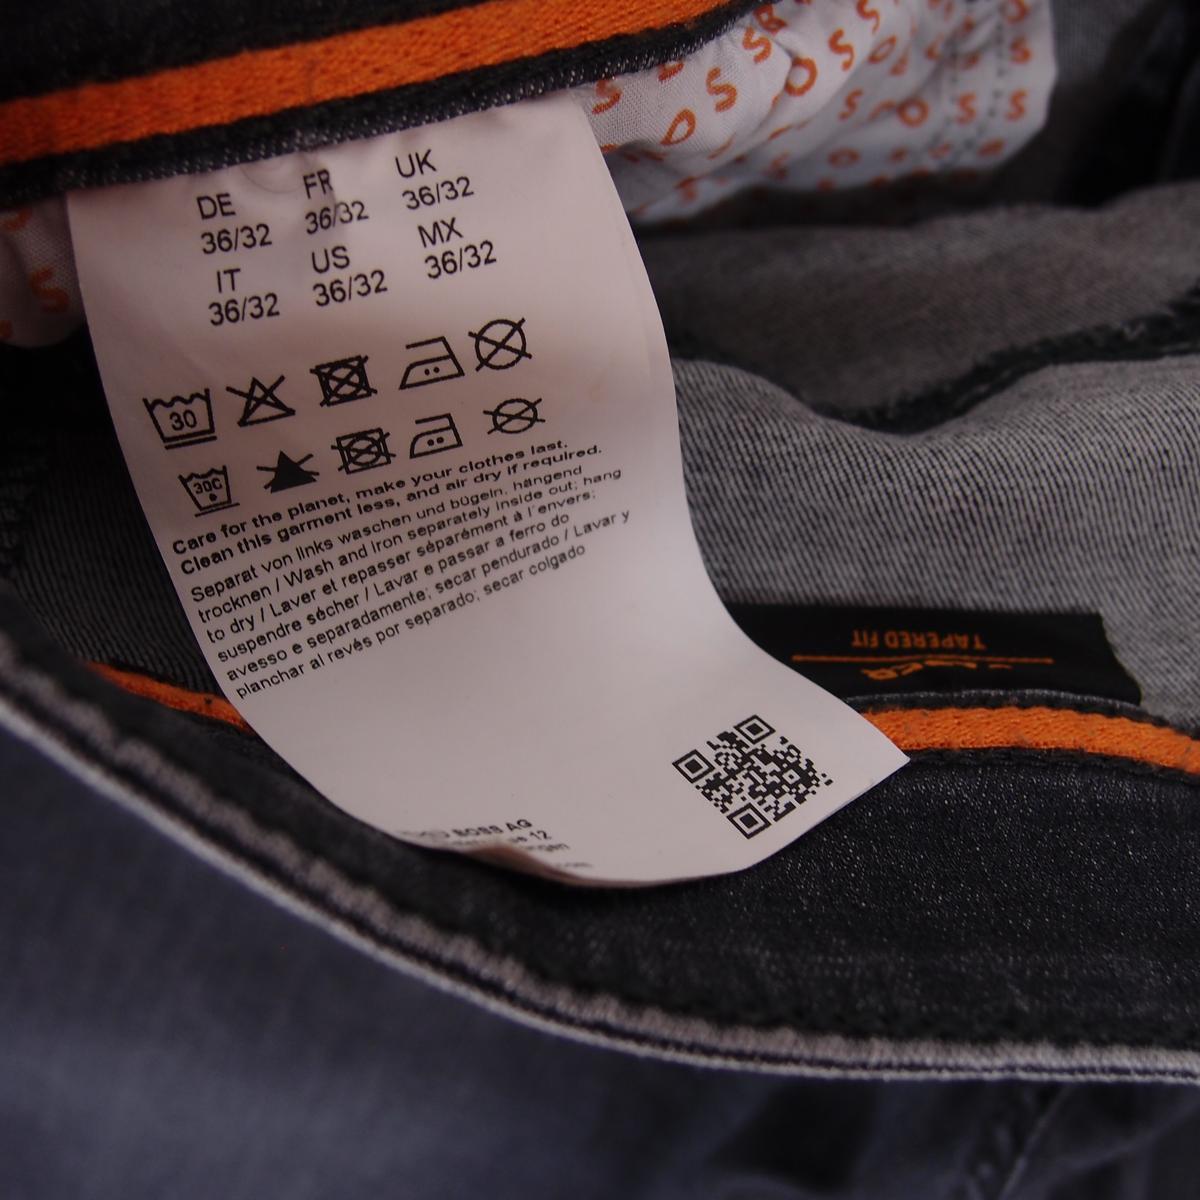 DE FR UK
36/32 36/32 36/32
IT US MX
36/32 36/32 36/32
30
30C
Care for the planet, make your clothes last.
Clean this garment less, and air dry if required.
Separat von links waschen und bügeln, hängend
trocknen / Wash and iron separately inside out; hang
to dry / Laver et repasser séparément à l'envers;
suspendre sécher / Lavar e passar a ferro do
avesso e separadamente; secar pendurado / Lavar y
planchar al revés por separado; secar colgado
BOSS AG
12
TAPERED FIT